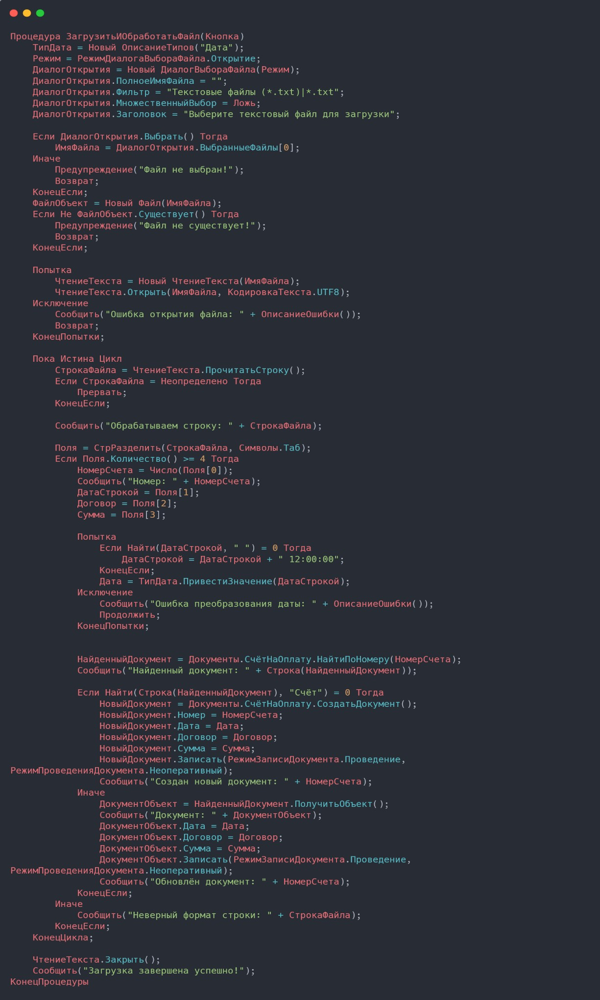 Процедура ЗагрузитьИОбработатьФайл(Кнопка)
    ТипДата = Новый ОписаниеТипов("Дата");
    Режим = РежимДиалогаВыбораФайла.Открытие;
    ДиалогОткрытия = Новый ДиалогВыбораФайла(Режим);
    ДиалогОткрытия.ПолноеИмяФайла = "";
    ДиалогОткрытия.Фильтр = "Текстовые файлы (*.txt)|*.txt";
    ДиалогОткрытия.МножественныйВыбор = Ложь;
    ДиалогОткрытия.Заголовок = "Выберите текстовый файл для загрузки";

    Если ДиалогОткрытия.Выбрать() Тогда
        ИмяФайла = ДиалогОткрытия.ВыбранныеФайлы[0];
    Иначе
        Предупреждение("Файл не выбран!");
        Возврат;
    КонецЕсли;
    ФайлОбъект = Новый Файл(ИмяФайла);
    Если Не ФайлОбъект.Существует() Тогда
        Предупреждение("Файл не существует!");
        Возврат;
    КонецЕсли;

    Попытка
        ЧтениеТекста = Новый ЧтениеТекста(ИмяФайла);
        ЧтениеТекста.Открыть(ИмяФайла, КодировкаТекста.UTF8);
    Исключение
        Сообщить("Ошибка открытия файла: " + ОписаниеОшибки());
        Возврат;
    КонецПопытки;

    Пока Истина Цикл
        СтрокаФайла = ЧтениеТекста.ПрочитатьСтроку();
        Если СтрокаФайла = Неопределено Тогда
            Прервать;
        КонецЕсли;

        Сообщить("Обрабатываем строку: " + СтрокаФайла);

        Поля = СтрРазделить(СтрокаФайла, Символы.Таб);
        Если Поля.Количество() >= 4 Тогда
            НомерСчета = Число(Поля[0]);
            Сообщить("Номер: " + НомерСчета);
            ДатаСтрокой = Поля[1];
            Договор = Поля[2];
            Сумма = Поля[3];

            Попытка
                Если Найти(ДатаСтрокой, " ") = 0 Тогда
                    ДатаСтрокой = ДатаСтрокой + " 12:00:00";
                КонецЕсли;
                Дата = ТипДата.ПривестиЗначение(ДатаСтрокой);
            Исключение
                Сообщить("Ошибка преобразования даты: " + ОписаниеОшибки());
                Продолжить;
            КонецПопытки;


            НайденныйДокумент = Документы.СчётНаОплату.НайтиПоНомеру(НомерСчета);
            Сообщить("Найденный документ: " + Строка(НайденныйДокумент));

            Если Найти(Строка(НайденныйДокумент), "Счёт") = 0 Тогда
                НовыйДокумент = Документы.СчётНаОплату.СоздатьДокумент();
                НовыйДокумент.Номер = НомерСчета;
                НовыйДокумент.Дата = Дата;
                НовыйДокумент.Договор = Договор;
                НовыйДокумент.Сумма = Сумма;
                НовыйДокумент.Записать(РежимЗаписиДокумента.Проведение,
РежимПроведенияДокумента.Неоперативный);
                Сообщить("Создан новый документ: " + НомерСчета);
            Иначе
                ДокументОбъект = НайденныйДокумент.ПолучитьОбъект();
                Сообщить("Документ: " + ДокументОбъект);
                ДокументОбъект.Дата = Дата;
                ДокументОбъект.Договор = Договор;
                ДокументОбъект.Сумма = Сумма;
                ДокументОбъект.Записать(РежимЗаписиДокумента.Проведение,
РежимПроведенияДокумента.Неоперативный);
                Сообщить("Обновлён документ: " + НомерСчета);
            КонецЕсли;
        Иначе
            Сообщить("Неверный формат строки: " + СтрокаФайла);
        КонецЕсли;
    КонецЦикла;

    ЧтениеТекста.Закрыть();
    Сообщить("Загрузка завершена успешно!");
КонецПроцедуры